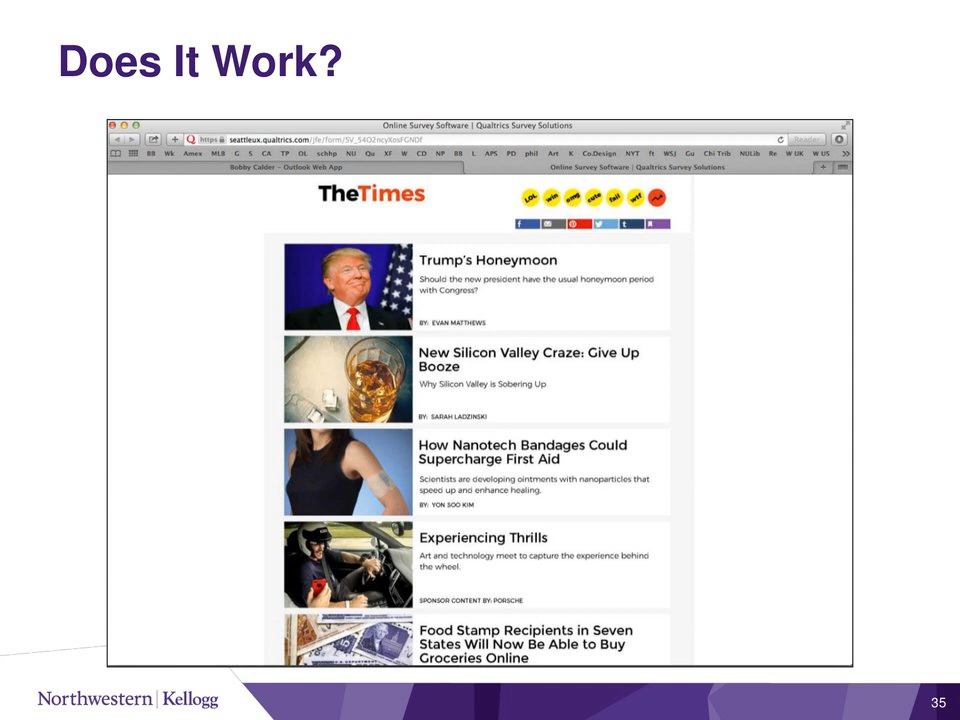 Does It Work?
Online Survey Software | Qualtrics Survey Solutions
https seattleux.qualtrics.com/jfe/form/SV_54O2ncyXosFGNDf
Reader
BB Wk Amex MLB G S CA TP OL schhp NU Qu XF W CD NP BB L APS PD phil Art K Co.Design NYT ft WSJ Gu Chi Trib NULib Re W UK W US
Bobby Calder – Outlook Web App
Online Survey Software | Qualtrics Survey Solutions
TheTimes
LOL win omg cute fail wtf
Trump's Honeymoon
Should the new president have the usual honeymoon period
with Congress?
BY: EVAN MATTHEWS
New Silicon Valley Craze: Give Up
Booze
Why Silicon Valley is Sobering Up
BY: SARAH LADZINSKI
How Nanotech Bandages Could
Supercharge First Aid
Scientists are developing ointments with nanoparticles that
speed up and enhance healing.
BY: YON SOO KIM
Experiencing Thrills
Art and technology meet to capture the experience behind
the wheel.
SPONSOR CONTENT BY: PORSCHE
Food Stamp Recipients in Seven
States Will Now Be Able to Buy
Groceries Online
Northwestern | Kellogg
35